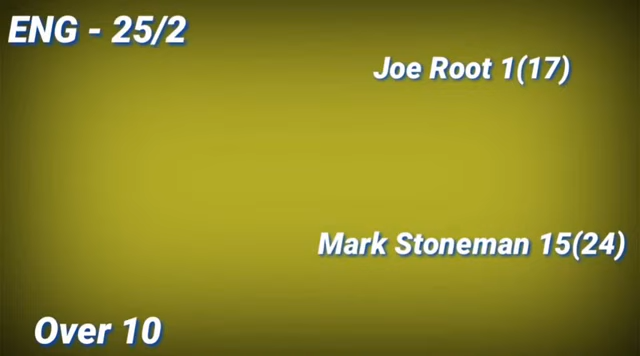 ENG - 25/2
Joe Root 1(17)
Mark Stoneman 15(24)
Over 10